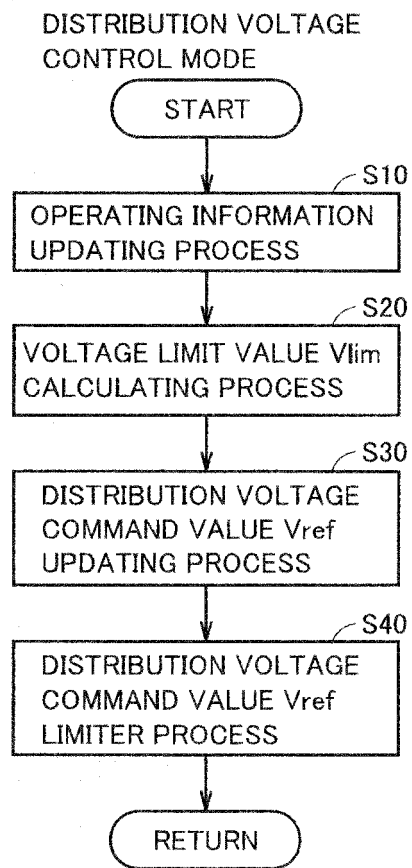 DISTRIBUTION VOLTAGE
CONTROL MODE
START
S10
OPERATING INFORMATION
UPDATING PROCESS
S20
VOLTAGE LIMIT VALUE Vlim
CALCULATING PROCESS
S30
DISTRIBUTION VOLTAGE
COMMAND VALUE Vref
UPDATING PROCESS
S40
DISTRIBUTION VOLTAGE
COMMAND VALUE Vref
LIMITER PROCESS
RETURN